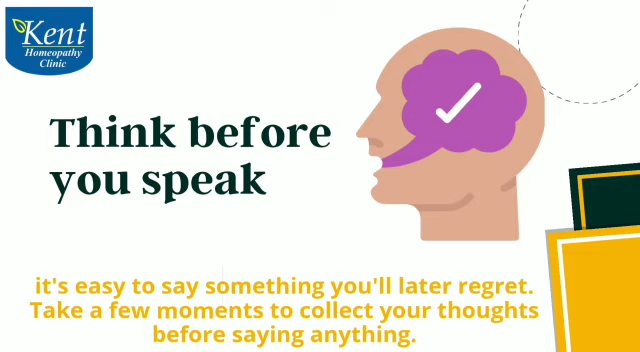 Kent
Homeopathy
Clinic
Think before
you speak
it's easy to say something you'll later regret.
Take a few moments to collect your thoughts
before saying anything.